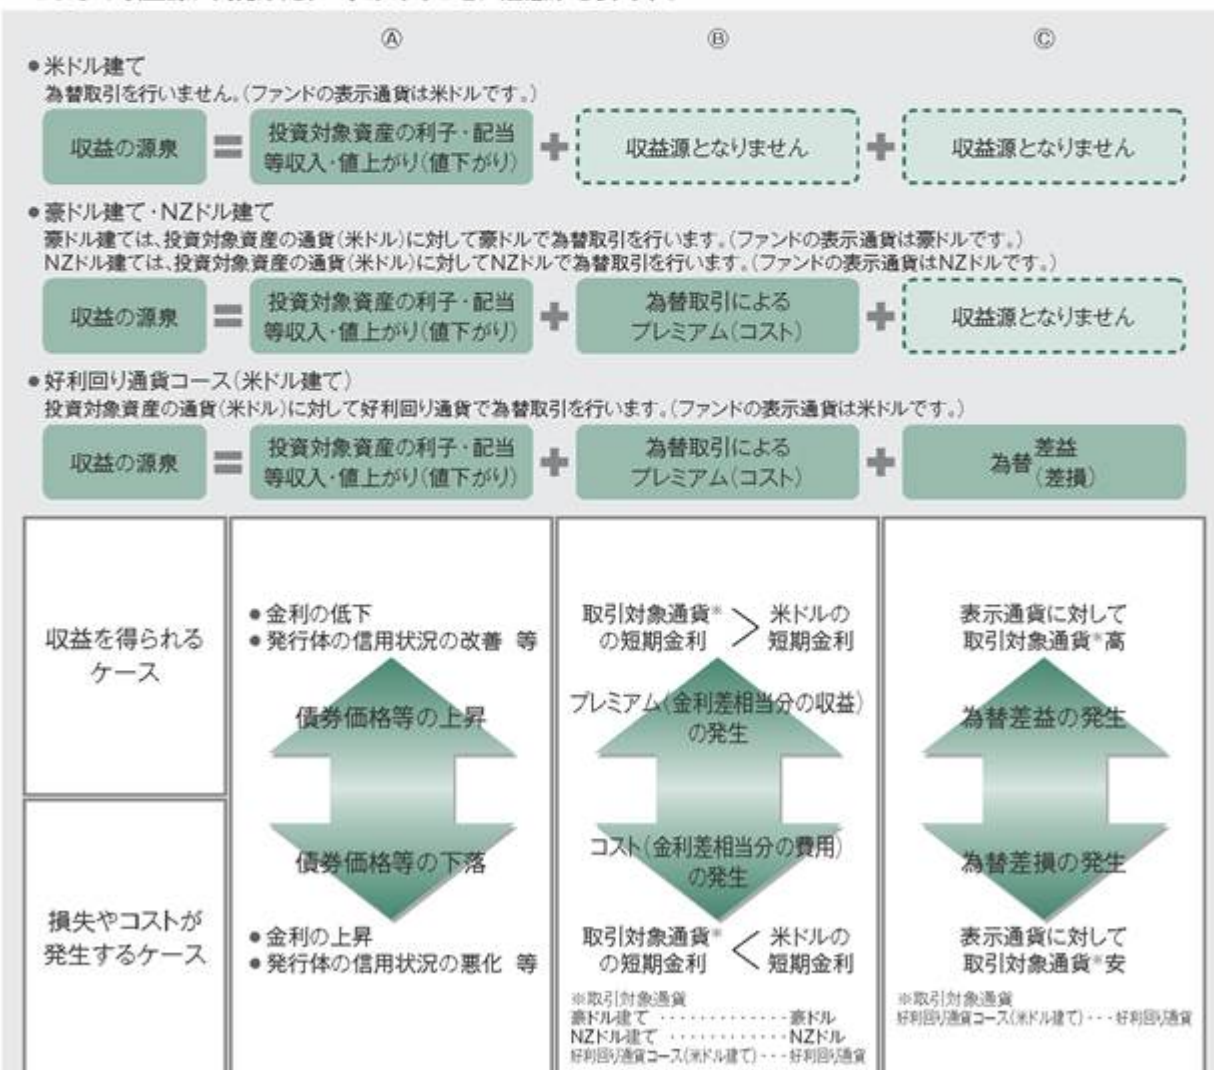 Ⓐ Ⓑ Ⓒ
●米ドル建て
為替取引を行いません。(ファンドの表示通貨は米ドルです。)
収益の源泉 = 投資対象資産の利子・配当 + 収益源となりません + 収益源となりません
等収入・値上がり(値下がり)
●豪ドル建て・NZドル建て
豪ドル建ては、投資対象資産の通貨(米ドル)に対して豪ドルで為替取引を行います。(ファンドの表示通貨は豪ドルです。)
NZドル建ては、投資対象資産の通貨(米ドル)に対してNZドルで為替取引を行います。(ファンドの表示通貨はNZドルです。)
収益の源泉 = 投資対象資産の利子・配当 + 為替取引による + 収益源となりません
等収入・値上がり(値下がり) プレミアム(コスト)
●好利回り通貨コース(米ドル建て)
投資対象資産の通貨(米ドル)に対して好利回り通貨で為替取引を行います。(ファンドの表示通貨は米ドルです。)
収益の源泉 = 投資対象資産の利子・配当 + 為替取引による + 為替差益
等収入・値上がり(値下がり) プレミアム(コスト) (差損)
収益を得られる
ケース
●金利の低下
●発行体の信用状況の改善 等
債券価格等の上昇
債券価格等の下落
●金利の上昇
●発行体の信用状況の悪化 等
取引対象通貨※ > 米ドルの
の短期金利 短期金利
プレミアム(金利差相当分の収益)
の発生
コスト(金利差相当分の費用)
の発生
取引対象通貨※ < 米ドルの
の短期金利 短期金利
※取引対象通貨
豪ドル建て・・・・・・・・・・・・・豪ドル
NZドル建て・・・・・・・・・・・・NZドル
好利回り通貨コース(米ドル建て)・・・好利回り通貨
表示通貨に対して
取引対象通貨※高
為替差益の発生
為替差損の発生
表示通貨に対して
取引対象通貨※安
※取引対象通貨
好利回り通貨コース(米ドル建て)・・・好利回り通貨
損失やコストが
発生するケース